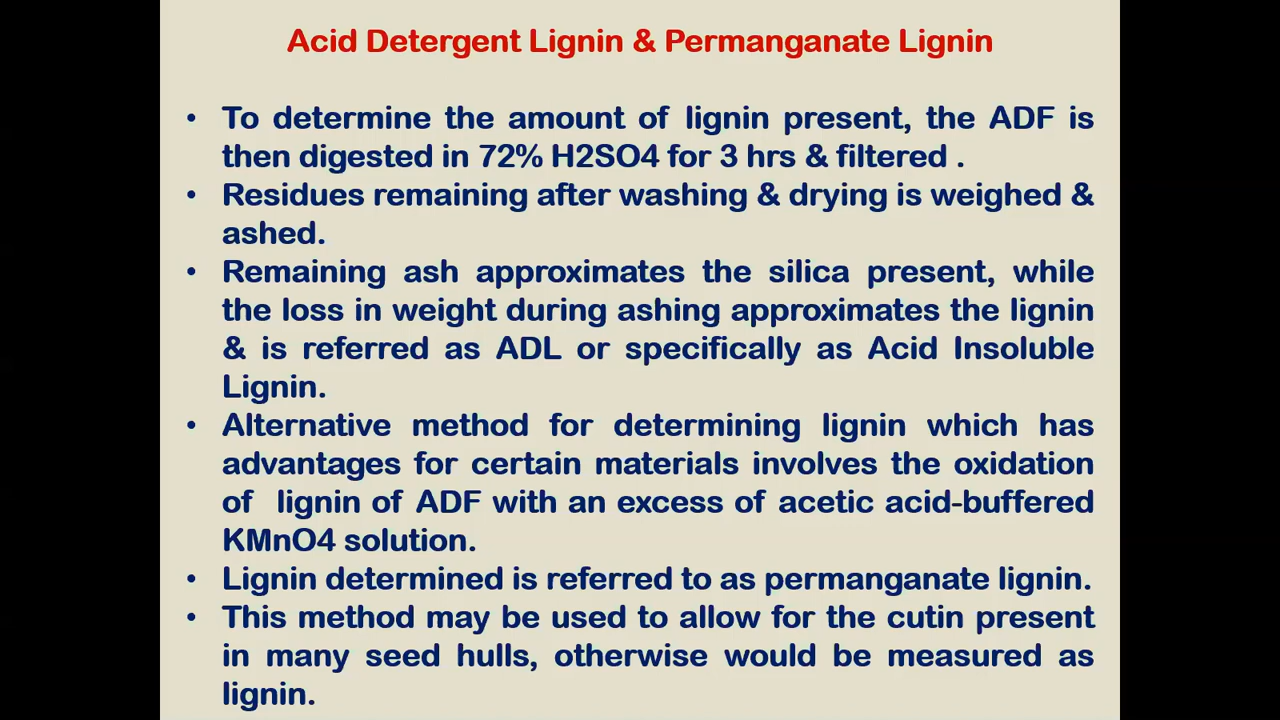 Acid Detergent Lignin & Permanganate Lignin
• To determine the amount of lignin present, the ADF is
then digested in 72% H2SO4 for 3 hrs & filtered .
• Residues remaining after washing & drying is weighed &
ashed.
• Remaining ash approximates the silica present, while
the loss in weight during ashing approximates the lignin
& is referred as ADL or specifically as Acid Insoluble
Lignin.
• Alternative method for determining lignin which has
advantages for certain materials involves the oxidation
of lignin of ADF with an excess of acetic acid-buffered
KMnO4 solution.
• Lignin determined is referred to as permanganate lignin.
• This method may be used to allow for the cutin present
in many seed hulls, otherwise would be measured as
lignin.